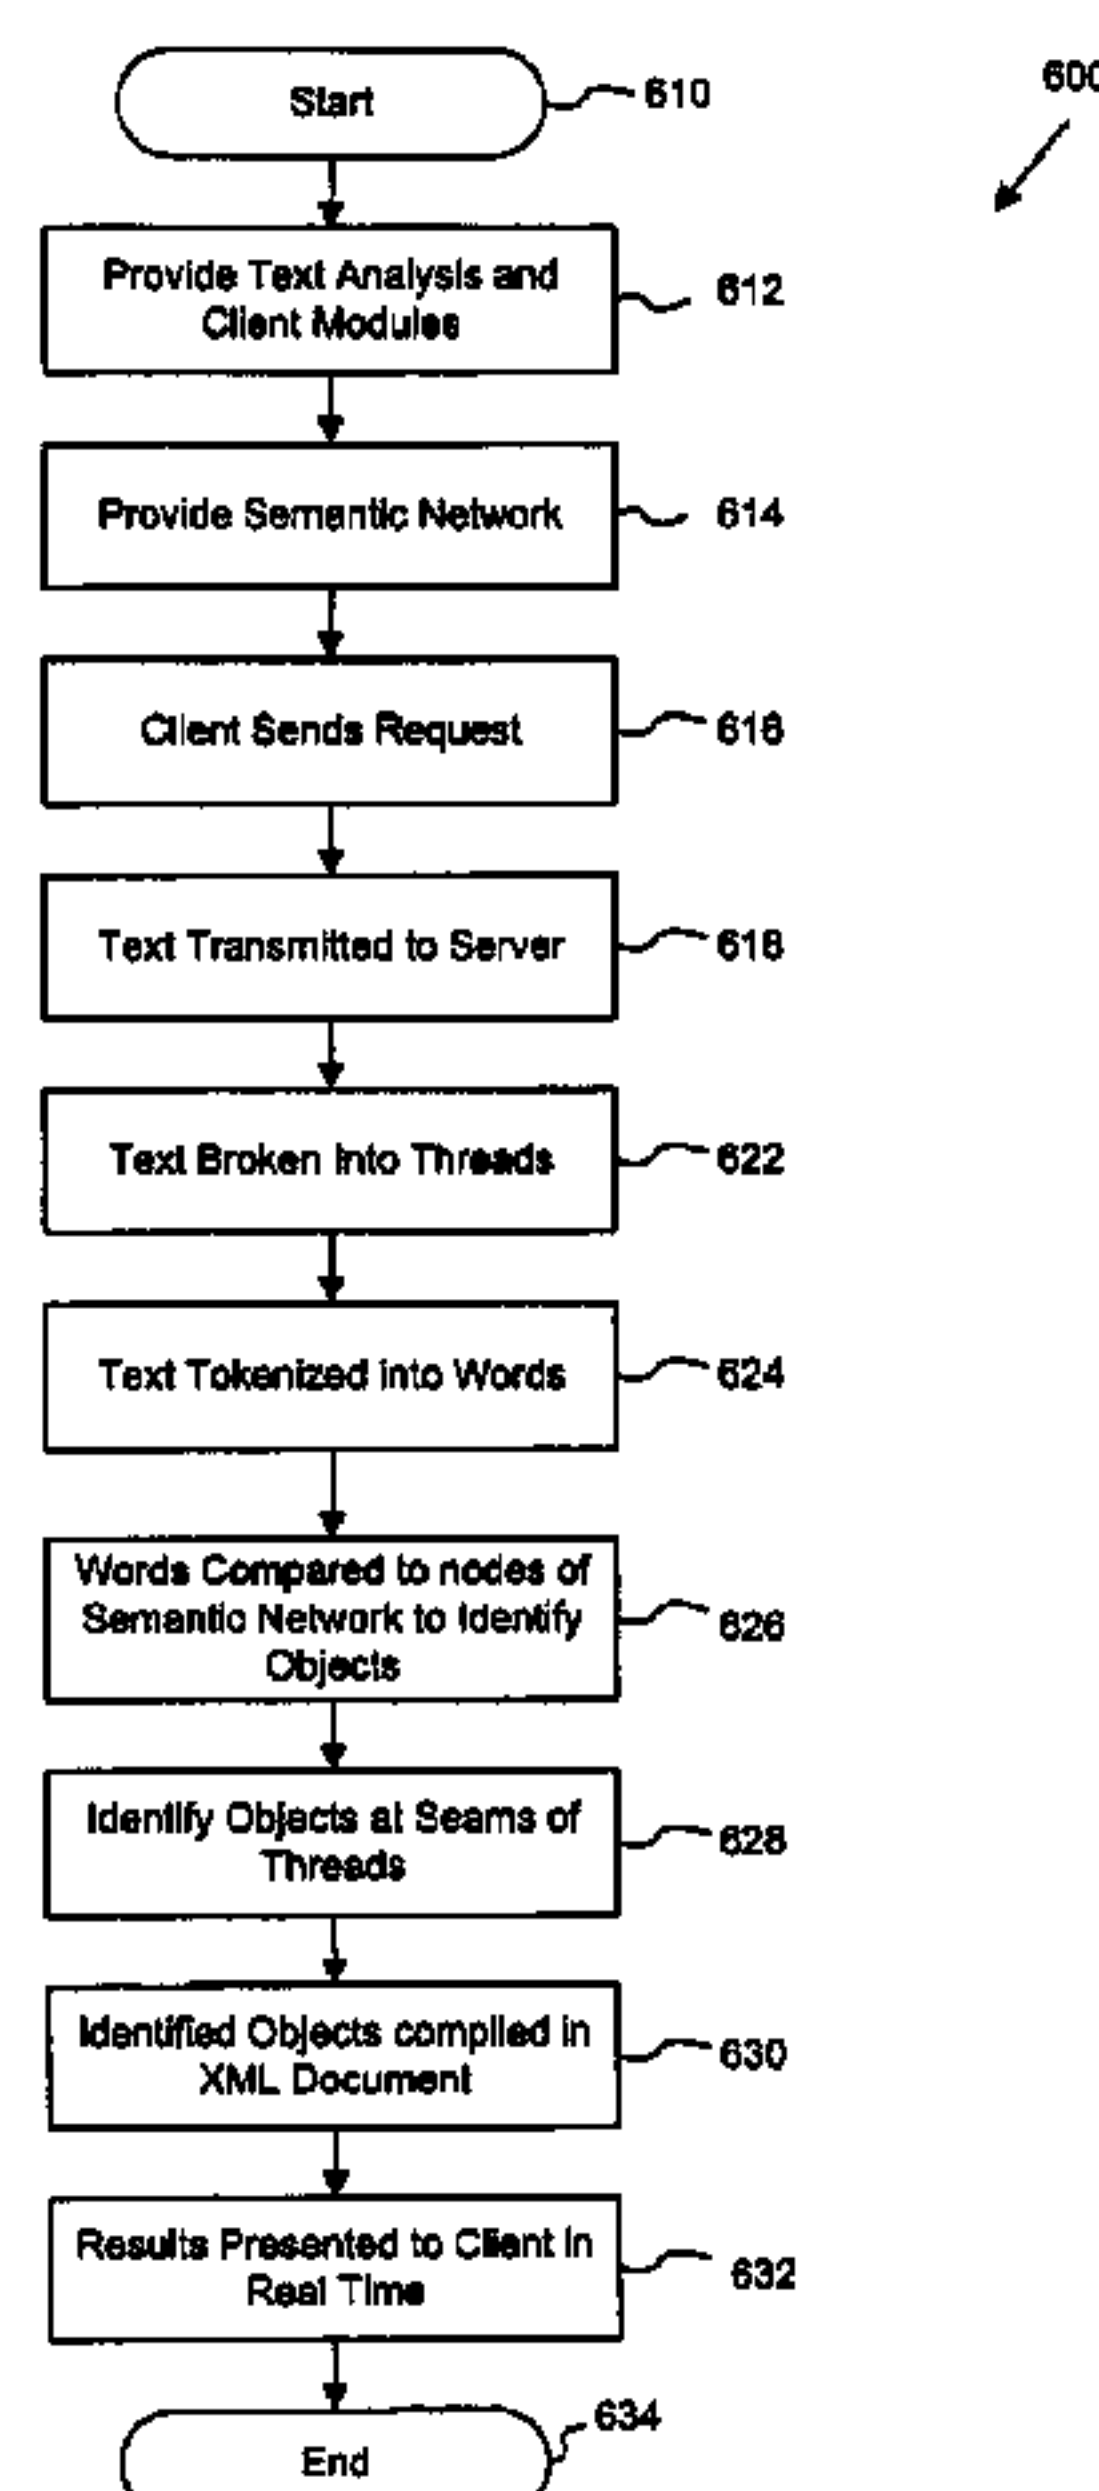 Start
610
600
Provide Text Analysis and
Client Modules
612
Provide Semantic Network
614
Client Sends Request
616
Text Transmitted to Server
618
Text Broken Into Threads
622
Text Tokenized into Words
624
Words Compared to nodes of
Semantic Network to Identify
Objects
626
Identify Objects at Seams of
Threads
628
Identified Objects compiled in
XML Document
630
Results Presented to Client in
Real Time
632
634
End